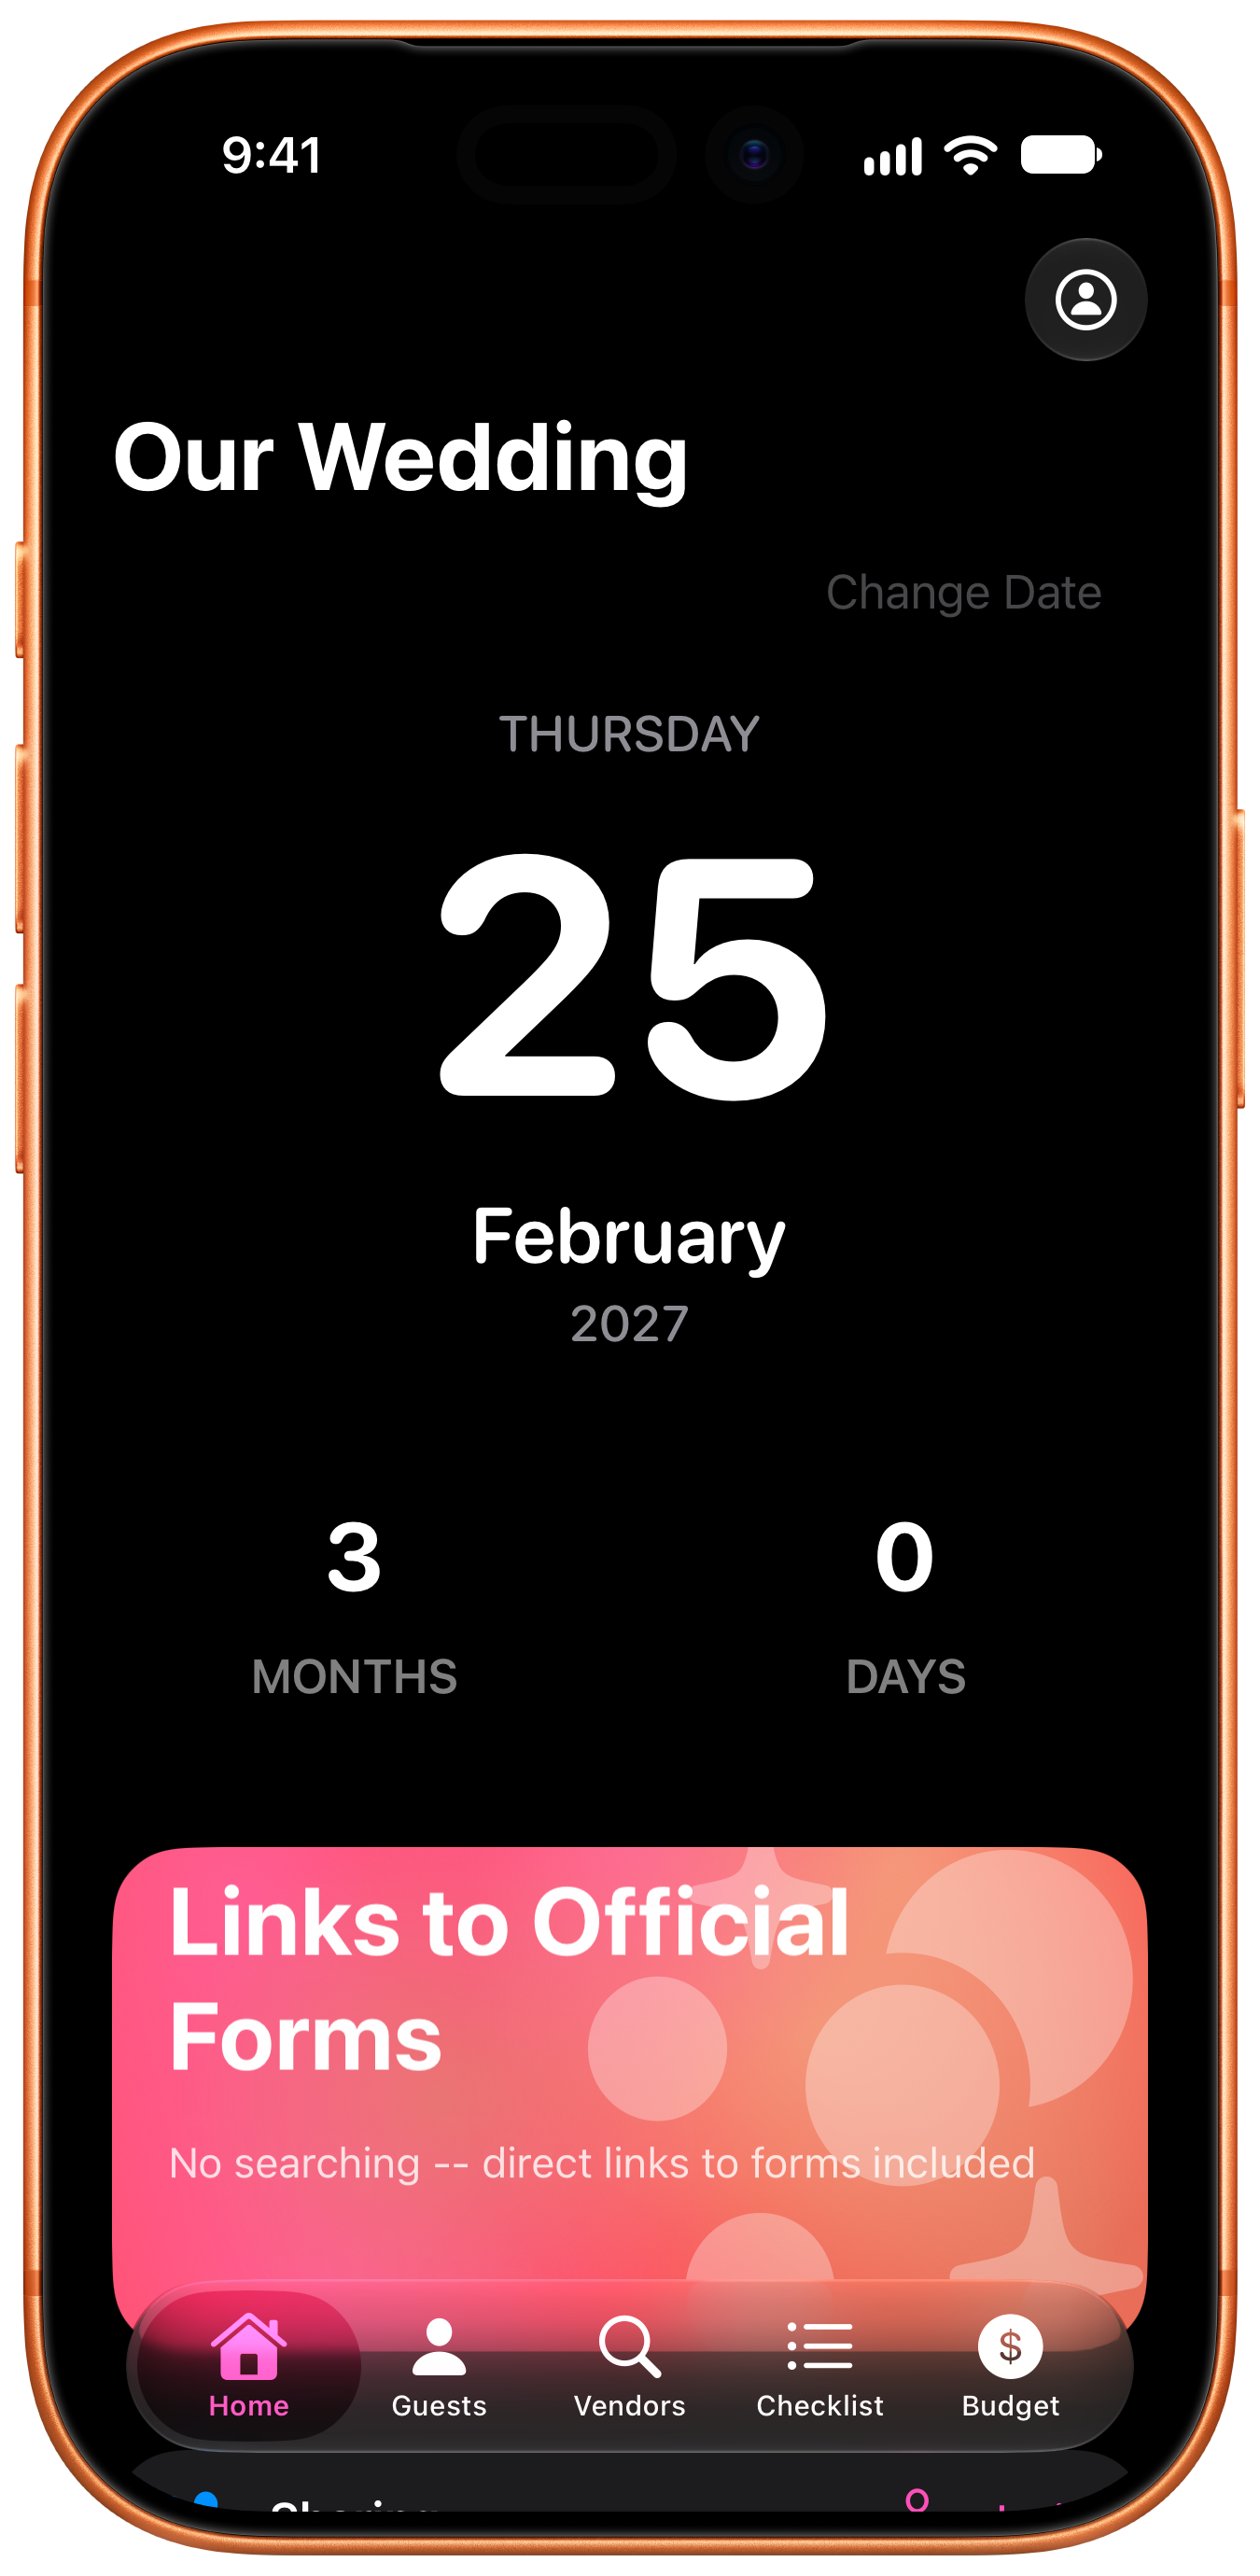 9:41
Our Wedding
Change Date
THURSDAY
25
February
2027
3
0
MONTHS
DAYS
Links to Official
Forms
No searching -- direct links to forms included
$
Home
Guests
Vendors
Checklist
Budget